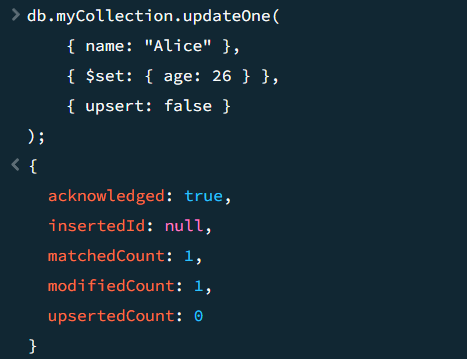 > db.myCollection.updateOne(
    { name: "Alice" },
    { $set: { age: 26 } },
    { upsert: false }
);
< {
  acknowledged: true,
  insertedId: null,
  matchedCount: 1,
  modifiedCount: 1,
  upsertedCount: 0
}